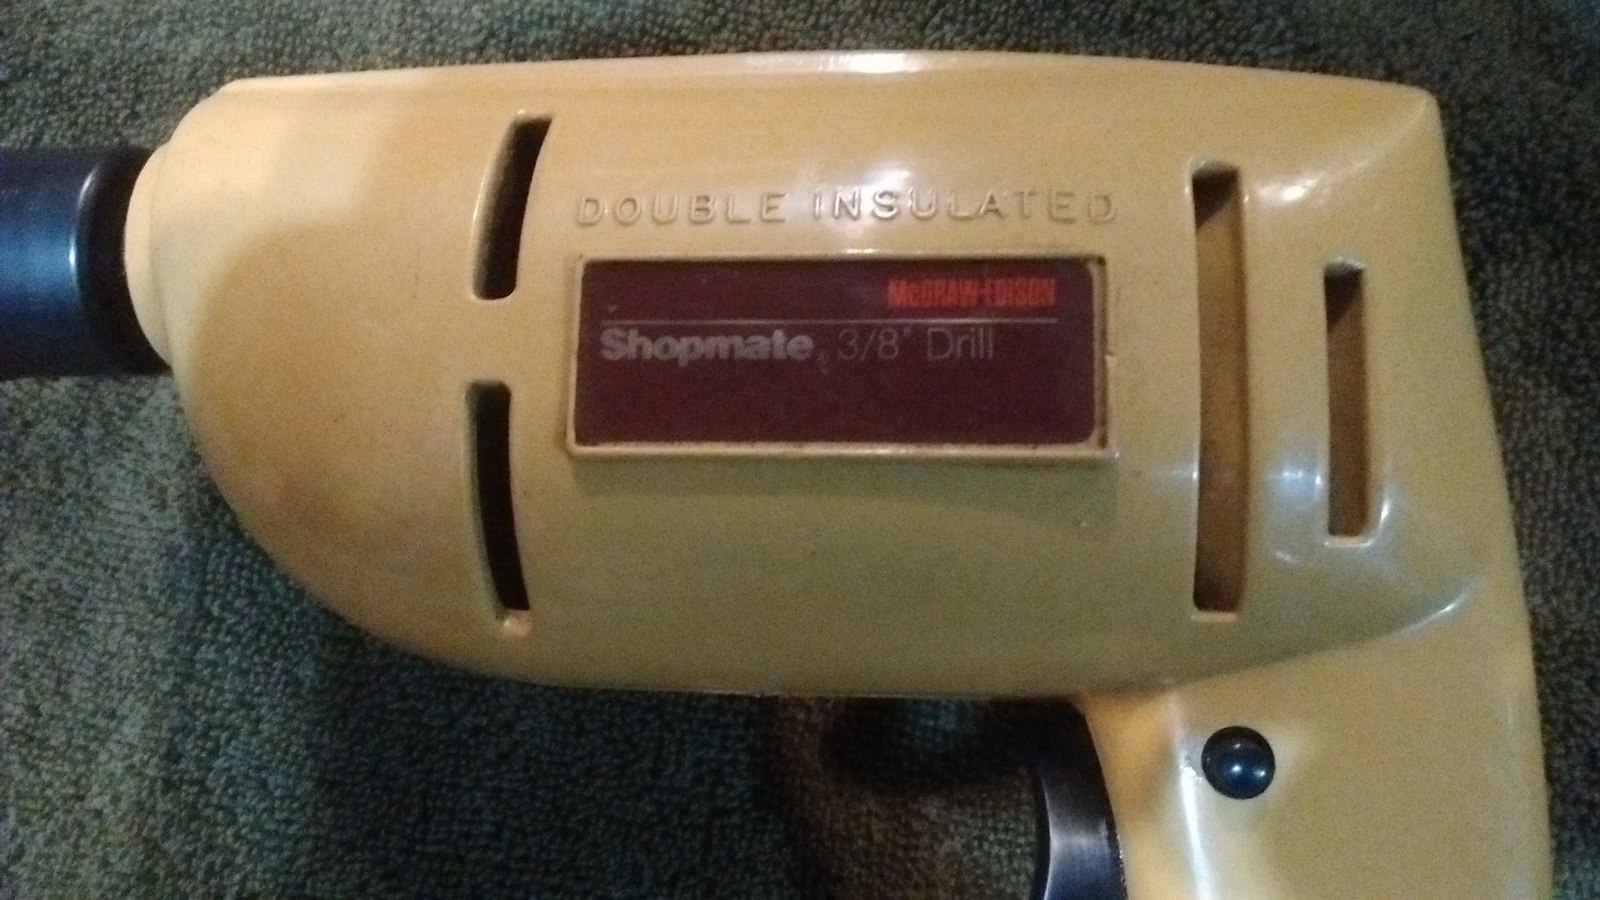 DOUBLE INSULATED
McGRAW-EDISON
Shopmate® 3/8" Drill